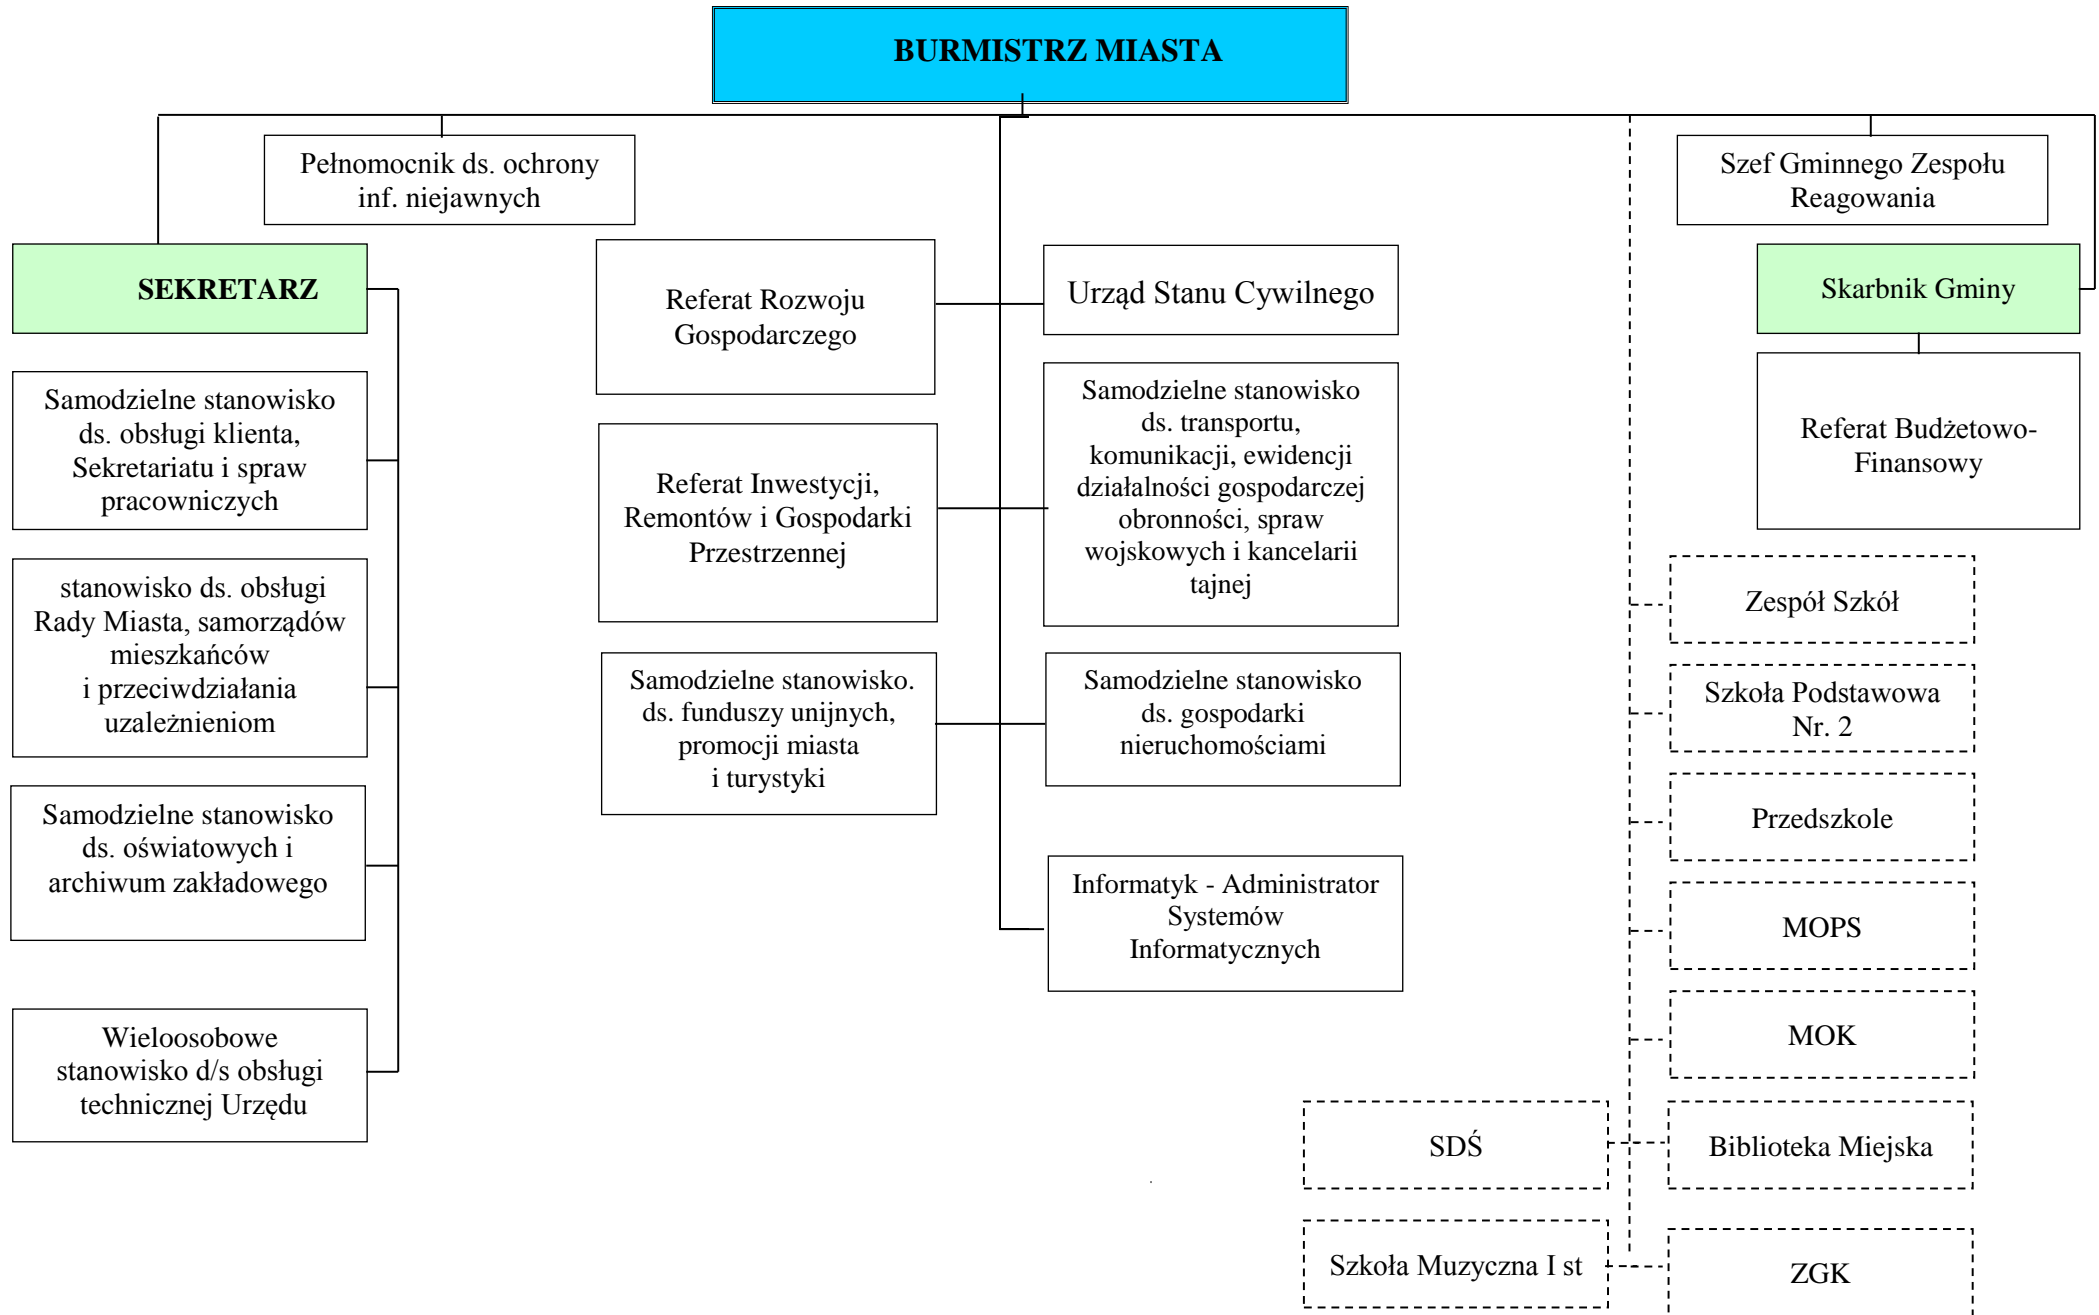 BURMISTRZ MIASTA
Pełnomocnik ds. ochrony
inf. niejawnych
Szef Gminnego Zespołu
Reagowania
SEKRETARZ
Referat Rozwoju
Gospodarczego
Urząd Stanu Cywilnego
Skarbnik Gminy
Samodzielne stanowisko
ds. obsługi klienta,
Sekretariatu i spraw
pracowniczych
Referat Inwestycji,
Remontów i Gospodarki
Przestrzennej
Samodzielne stanowisko
ds. transportu,
komunikacji, ewidencji
działalności gospodarczej
obronności, spraw
wojskowych i kancelarii
tajnej
Referat Budżetowo-
Finansowy
stanowisko ds. obsługi
Rady Miasta, samorządów
mieszkańców
i przeciwdziałania
uzależnieniom
Samodzielne stanowisko.
ds. funduszy unijnych,
promocji miasta
i turystyki
Samodzielne stanowisko
ds. gospodarki
nieruchomościami
Zespół Szkół
Szkoła Podstawowa
Nr. 2
Przedszkole
Samodzielne stanowisko
ds. oświatowych i
archiwum zakładowego
Informatyk - Administrator
Systemów
Informatycznych
MOPS
MOK
Wieloosobowe
stanowisko d/s obsługi
technicznej Urzędu
SDŚ
Biblioteka Miejska
Szkoła Muzyczna I st
ZGK